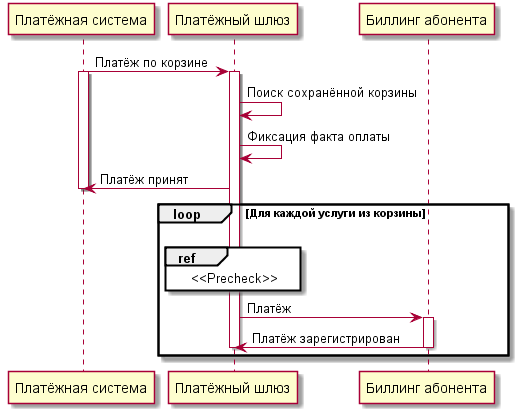 Платёжная система Платёжный шлюз Биллинг абонента
Платёж по корзине
Поиск сохранённой корзины
Фиксация факта оплаты
Платёж принят
loop [Для каждой услуги из корзины]
ref
<<Precheck>>
Платёж
Платёж зарегистрирован
Платёжная система Платёжный шлюз Биллинг абонента